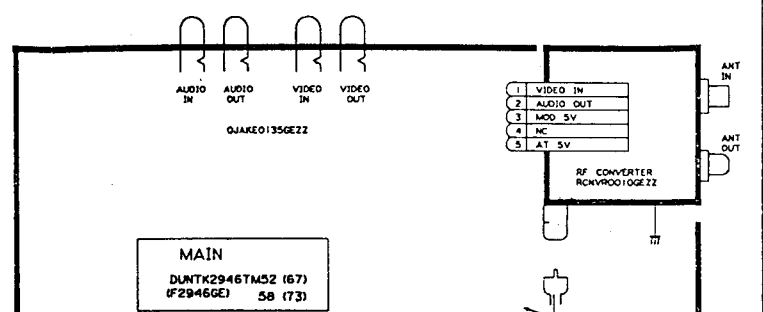 AUDIO IN
AUDIO OUT
VIDEO IN
VIDEO OUT
QJAKE0135GEZZ
1 VIDEO IN
2 AUDIO OUT
3 MOD 5V
4 NC
5 AT 5V
ANT IN
ANT OUT
RF CONVERTER
RCNVR0010GEZZ
MAIN
DUNTK2946TM52 (67)
(F2946GE) 58 (73)